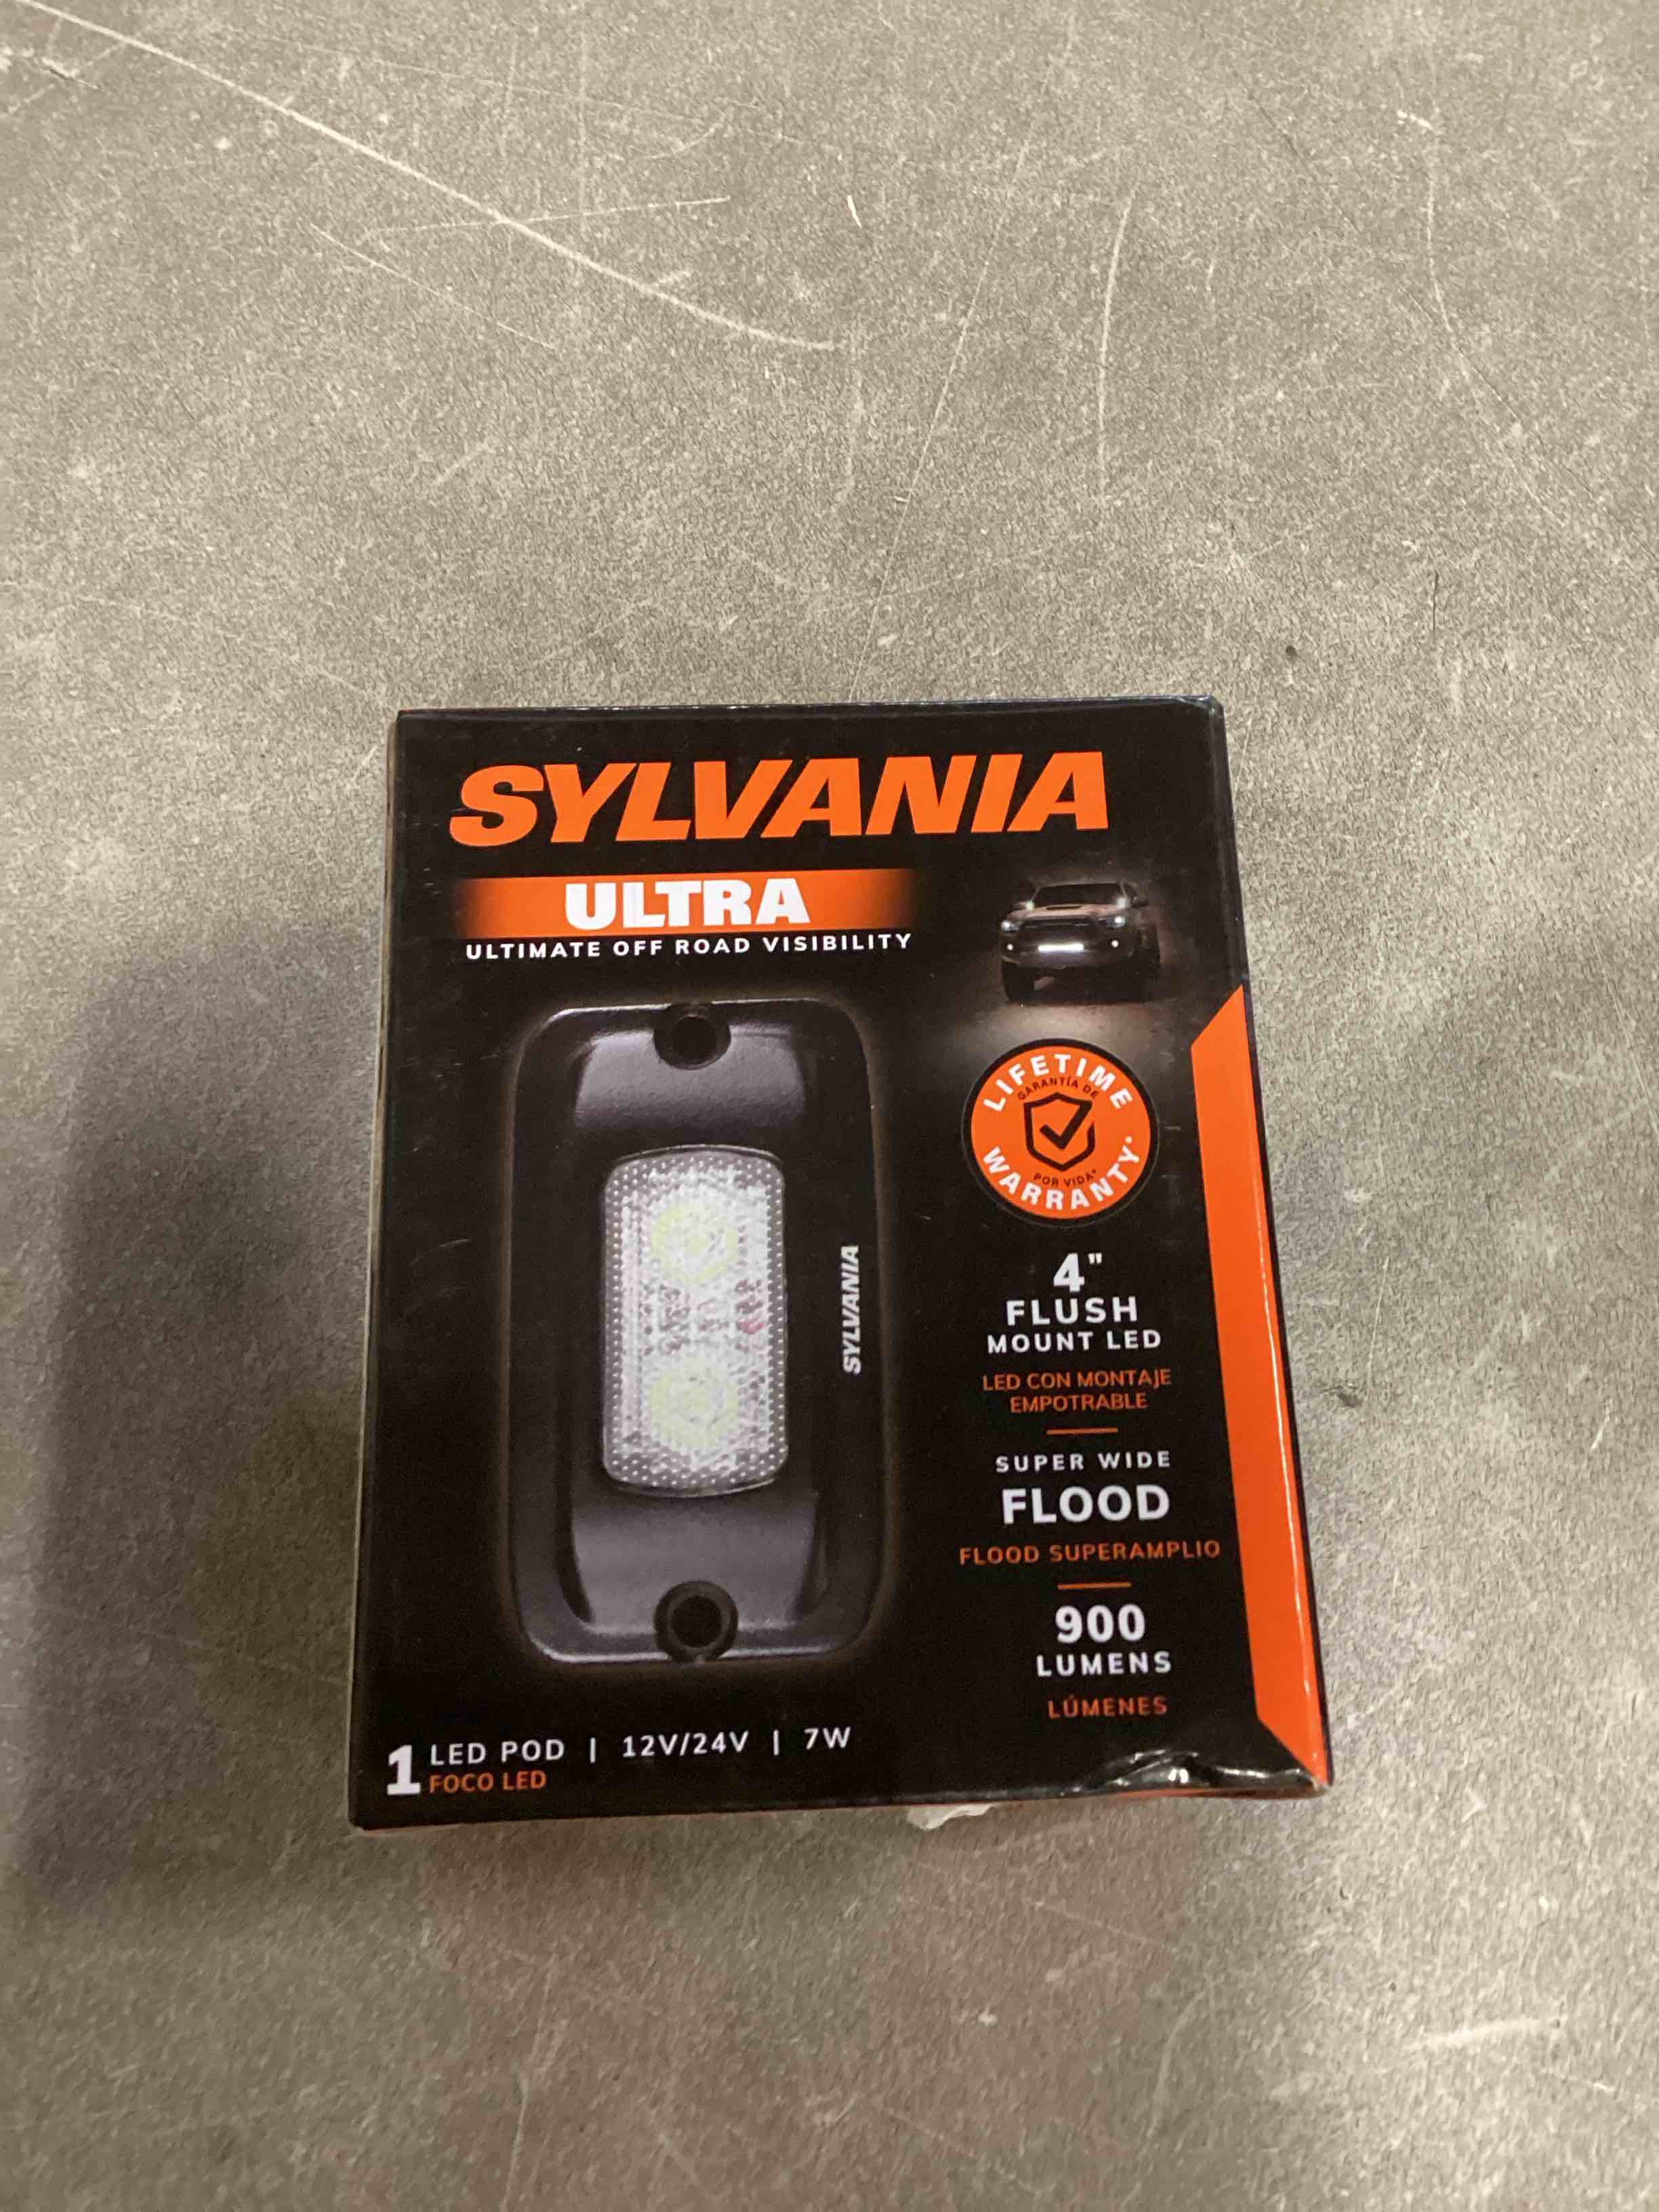 SYLVANIA
ULTRA
ULTIMATE OFF ROAD VISIBILITY
LIFETIME
GARANTÍA DE
POR VIDA*
WARRANTY*
SYLVANIA
4"
FLUSH
MOUNT LED
LED CON MONTAJE
EMPOTRABLE
SUPER WIDE
FLOOD
FLOOD SUPERAMPLIO
900
LUMENS
LÚMENES
1 LED POD | 12V/24V | 7W
FOCO LED